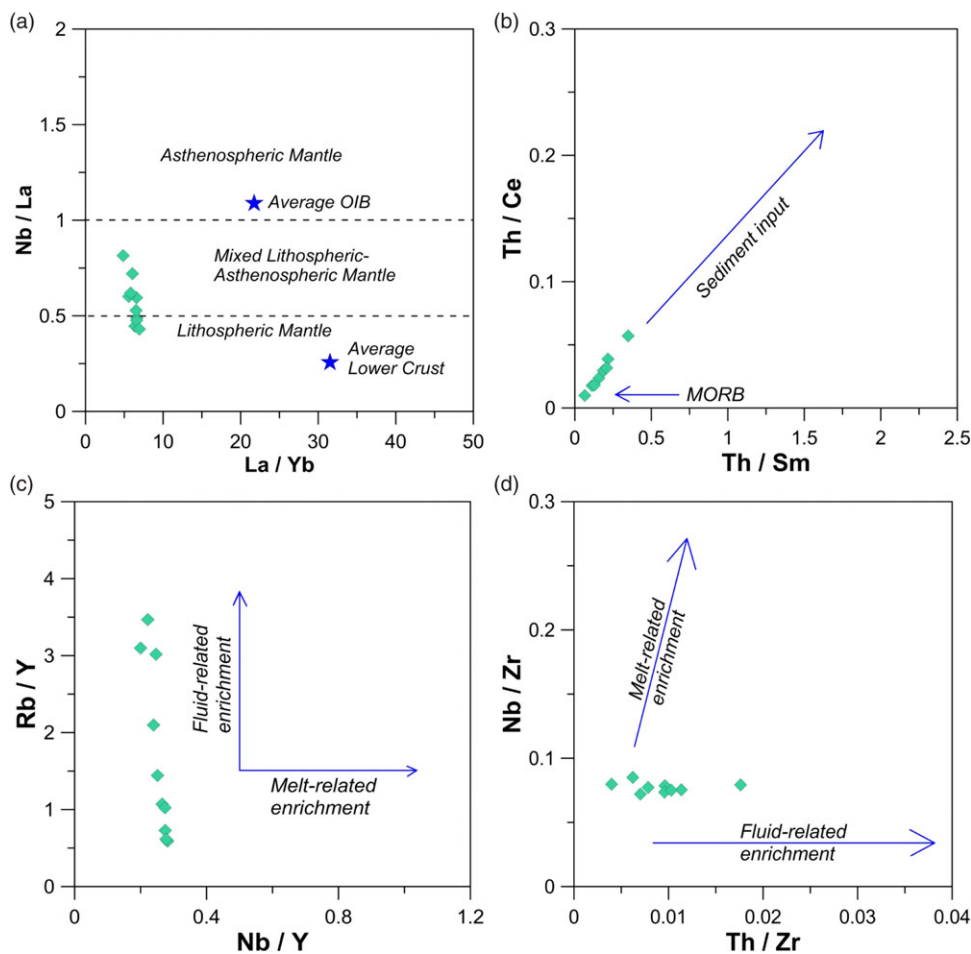 (a)
2
1.5
1
0.5
0
Nb / La
Asthenospheric Mantle
Average OIB
Mixed Lithospheric-
Asthenospheric Mantle
Lithospheric Mantle
Average
Lower Crust
0
10
20
30
40
50
La / Yb
(b)
0.3
0.2
0.1
0
Th / Ce
Sediment input
MORB
0
0.5
1
1.5
2
2.5
Th / Sm
(c)
5
4
3
2
1
0
Rb / Y
Fluid-related
enrichment
Melt-related
enrichment
0
0.4
0.8
1.2
Nb / Y
(d)
0.3
0.2
0.1
0
Nb / Zr
Melt-related
enrichment
Fluid-related
enrichment
0
0.01
0.02
0.03
0.04
Th / Zr